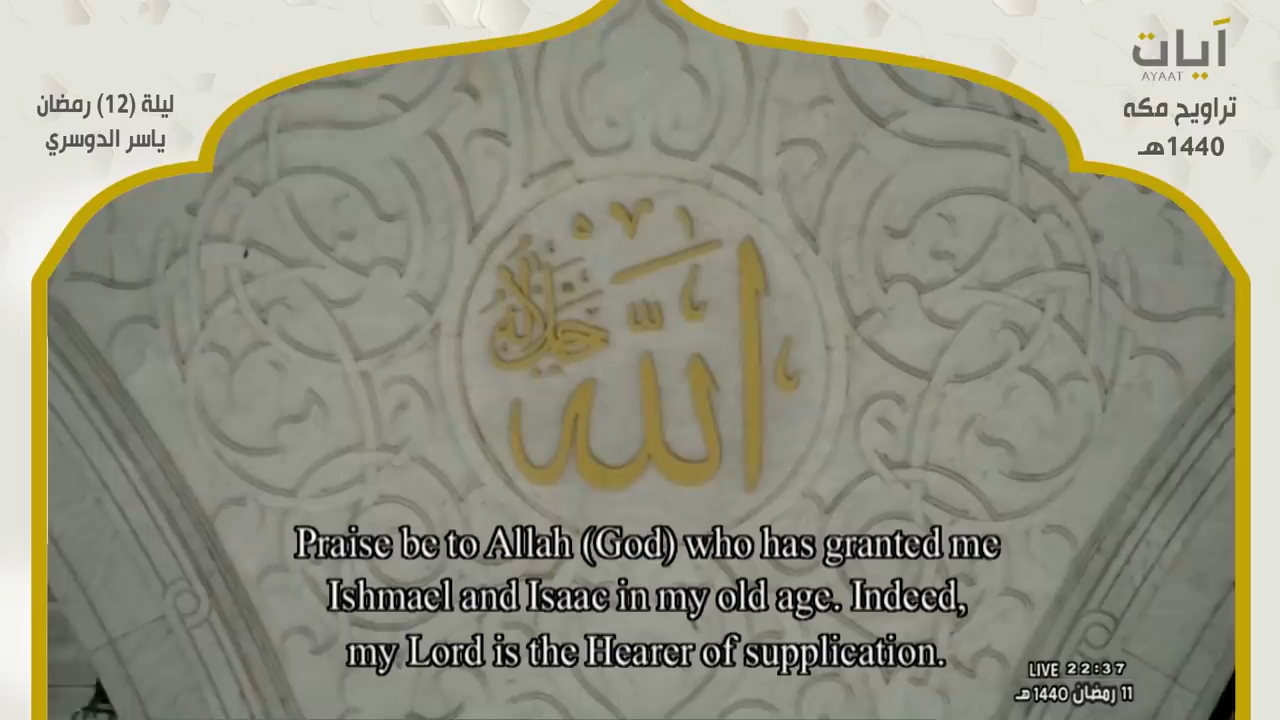 آيات
AYAAT
تراويح مكه
1440هـ
ليلة (12) رمضان
ياسر الدوسري
الله
جل جلاله
Praise be to Allah (God) who has granted me
Ishmael and Isaac in my old age. Indeed,
my Lord is the Hearer of supplication.
LIVE 22:37
11 رمضان 1440هـ